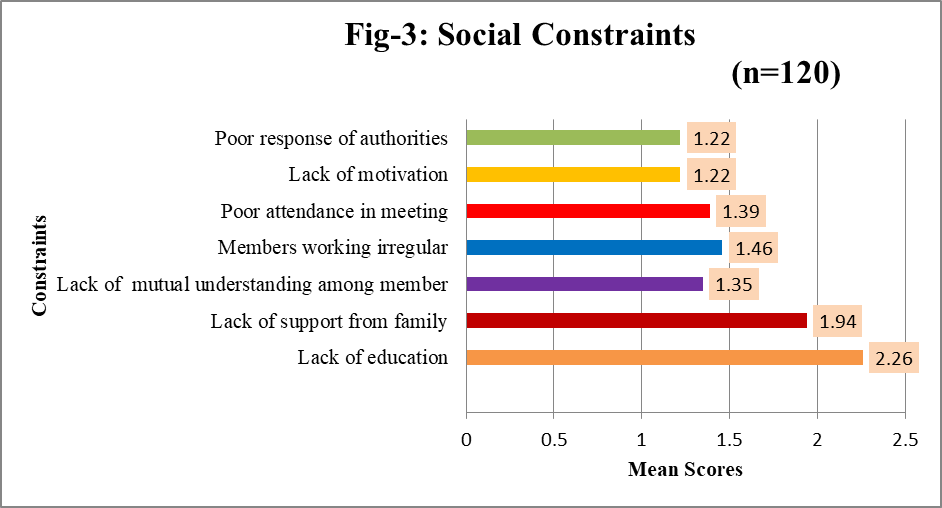 Fig-3: Social Constraints
(n=120)
Constraints
Poor response of authorities 1.22
Lack of motivation 1.22
Poor attendance in meeting 1.39
Members working irregular 1.46
Lack of mutual understanding among member 1.35
Lack of support from family 1.94
Lack of education 2.26
0 0.5 1 1.5 2 2.5
Mean Scores